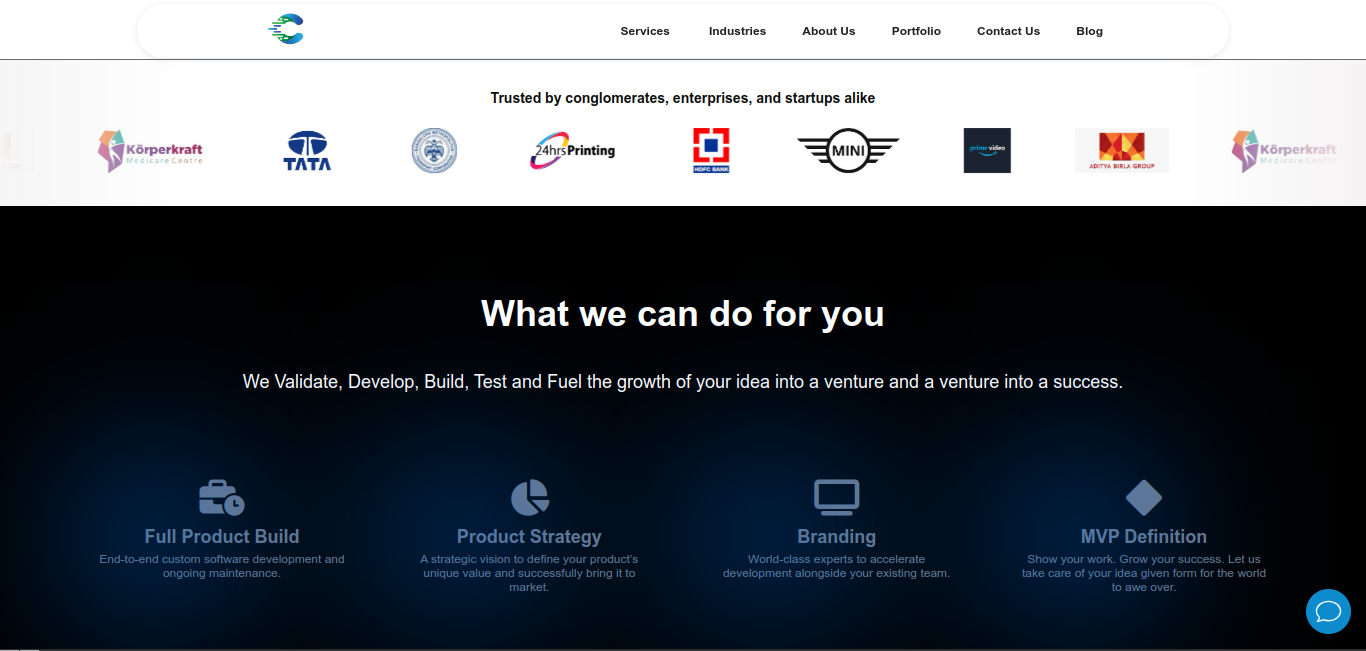 Services Industries About Us Portfolio Contact Us Blog
Trusted by conglomerates, enterprises, and startups alike
Körperkraft
Medicare Centre
TATA
24hrsPrinting
HDFC BANK
MINI
prime video
ADITYA BIRLA GROUP
Körperkraft
Medicare Centre
What we can do for you
We Validate, Develop, Build, Test and Fuel the growth of your idea into a venture and a venture into a success.
Full Product Build
End-to-end custom software development and
ongoing maintenance.
Product Strategy
A strategic vision to define your product's
unique value and successfully bring it to
market.
Branding
World-class experts to accelerate
development alongside your existing team.
MVP Definition
Show your work. Grow your success. Let us
take care of your idea given form for the world
to awe over.